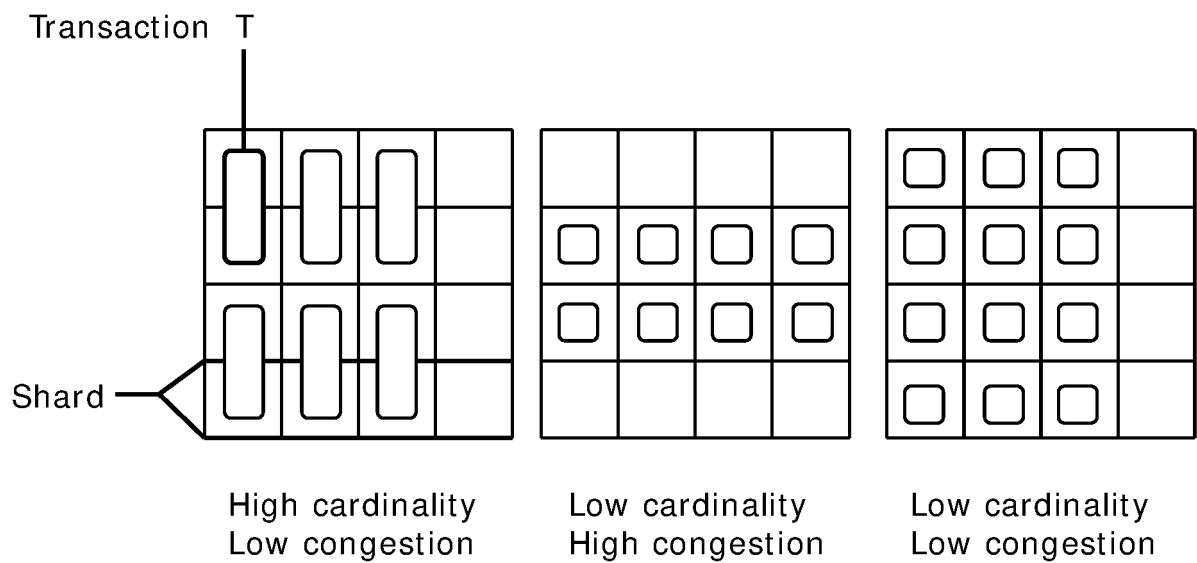 Transaction T
Shard
High cardinality
Low congestion
Low cardinality
High congestion
Low cardinality
Low congestion